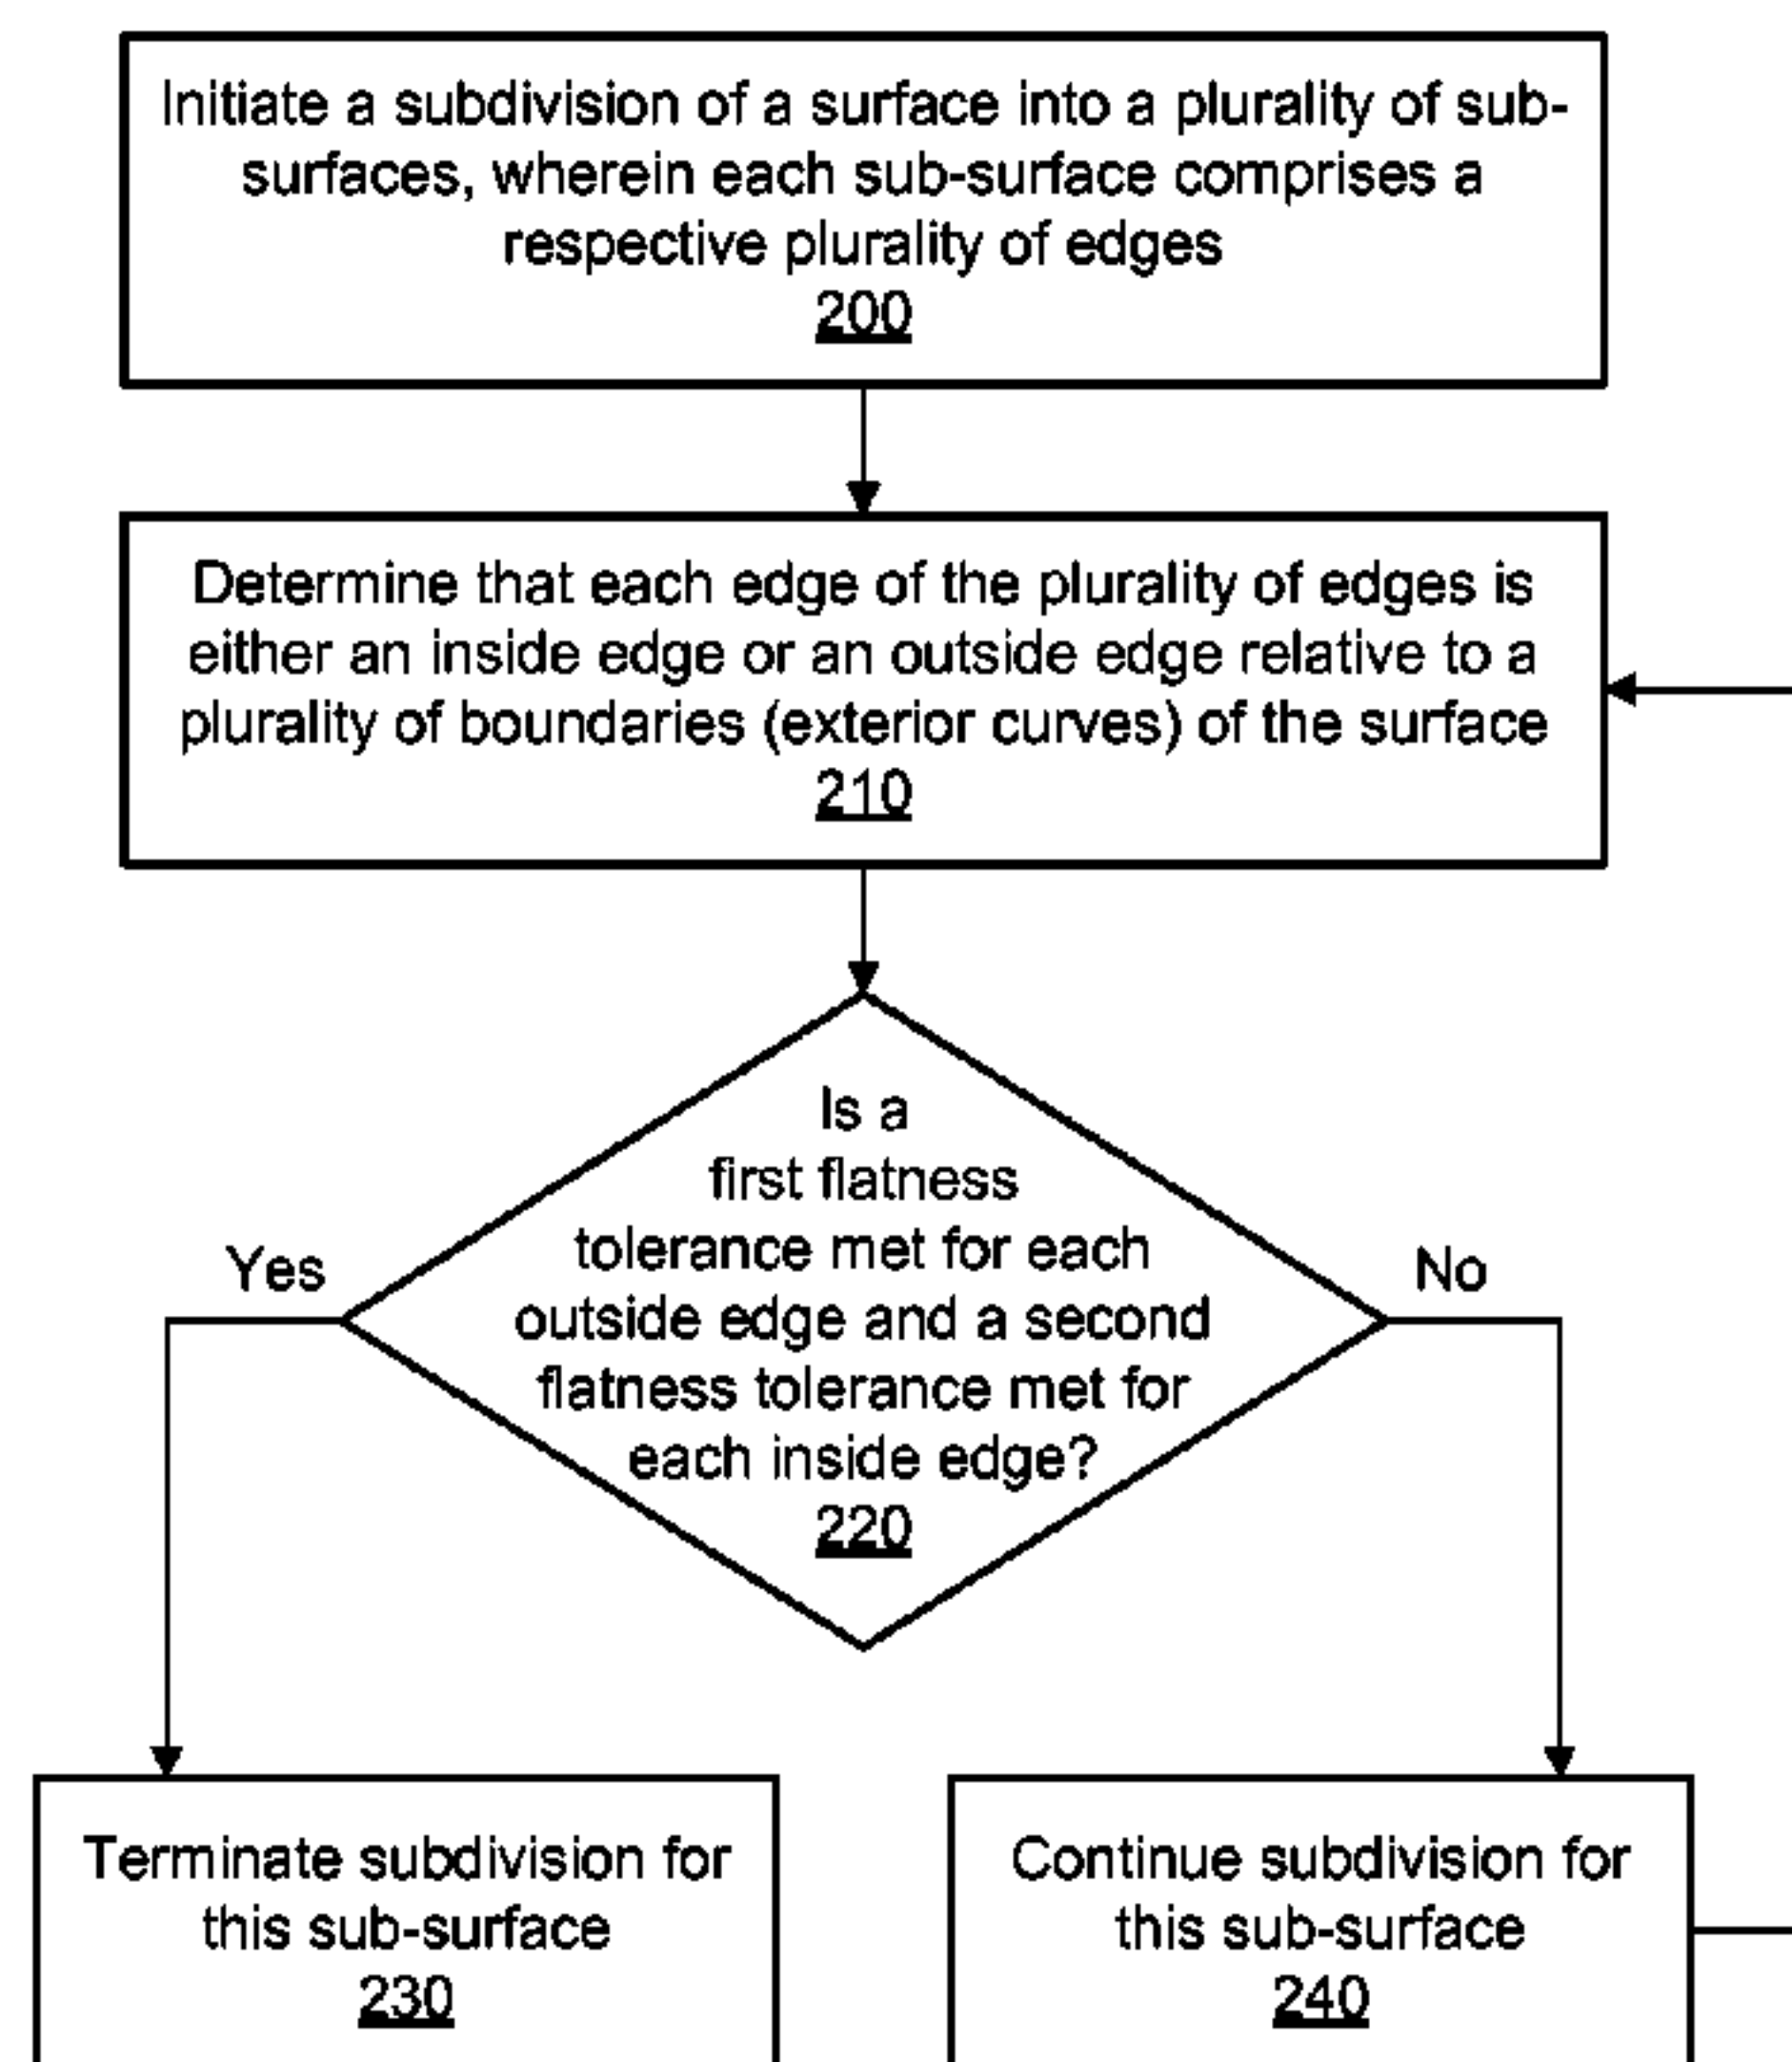 Initiate a subdivision of a surface into a plurality of sub-
surfaces, wherein each sub-surface comprises a
respective plurality of edges
200
Determine that each edge of the plurality of edges is
either an inside edge or an outside edge relative to a
plurality of boundaries (exterior curves) of the surface
210
Is a
first flatness
tolerance met for each
outside edge and a second
flatness tolerance met for
each inside edge?
220
Yes
No
Terminate subdivision for
this sub-surface
230
Continue subdivision for
this sub-surface
240